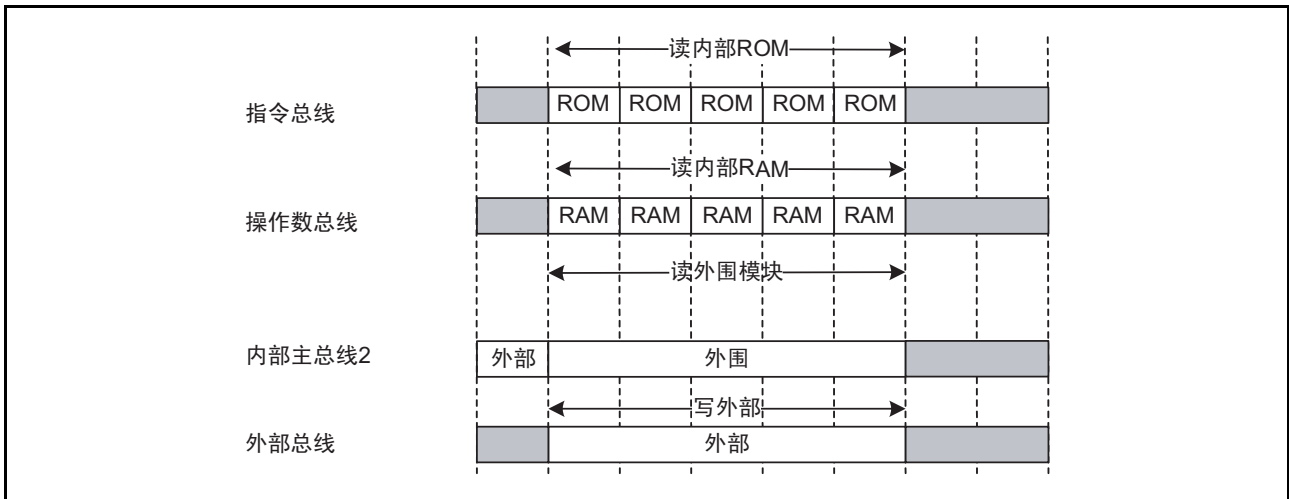 读内部ROM
指令总线 ROM ROM ROM ROM ROM
读内部RAM
操作数总线 RAM RAM RAM RAM RAM
读外围模块
内部主总线2 外部 外围
写外部
外部总线 外部